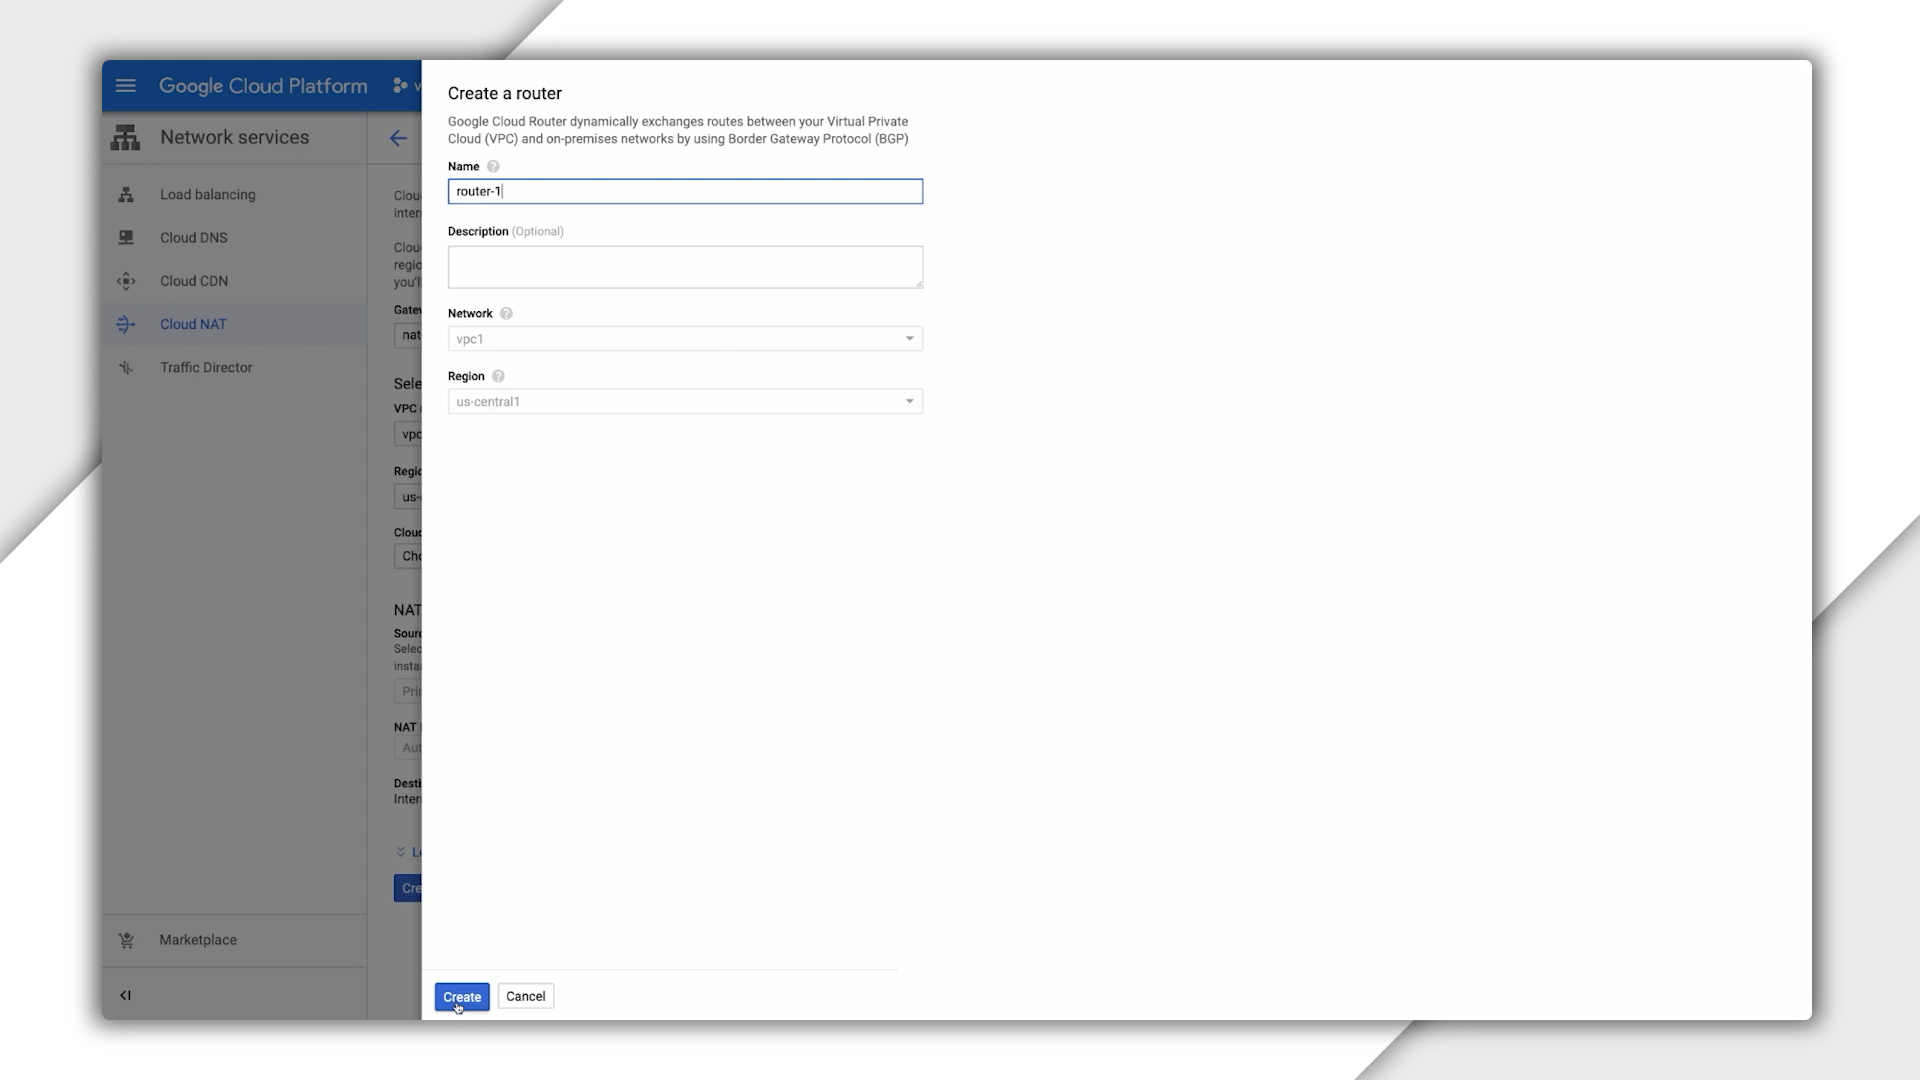 Google Cloud Platform
Network services
Load balancing
Cloud DNS
Cloud CDN
Cloud NAT
Traffic Director
Marketplace
NAT
NAT
Create a router
Google Cloud Router dynamically exchanges routes between your Virtual Private
Cloud (VPC) and on-premises networks by using Border Gateway Protocol (BGP)
Name
router-1
Description (Optional)
Network
vpc1
Region
us-central1
Create
Cancel